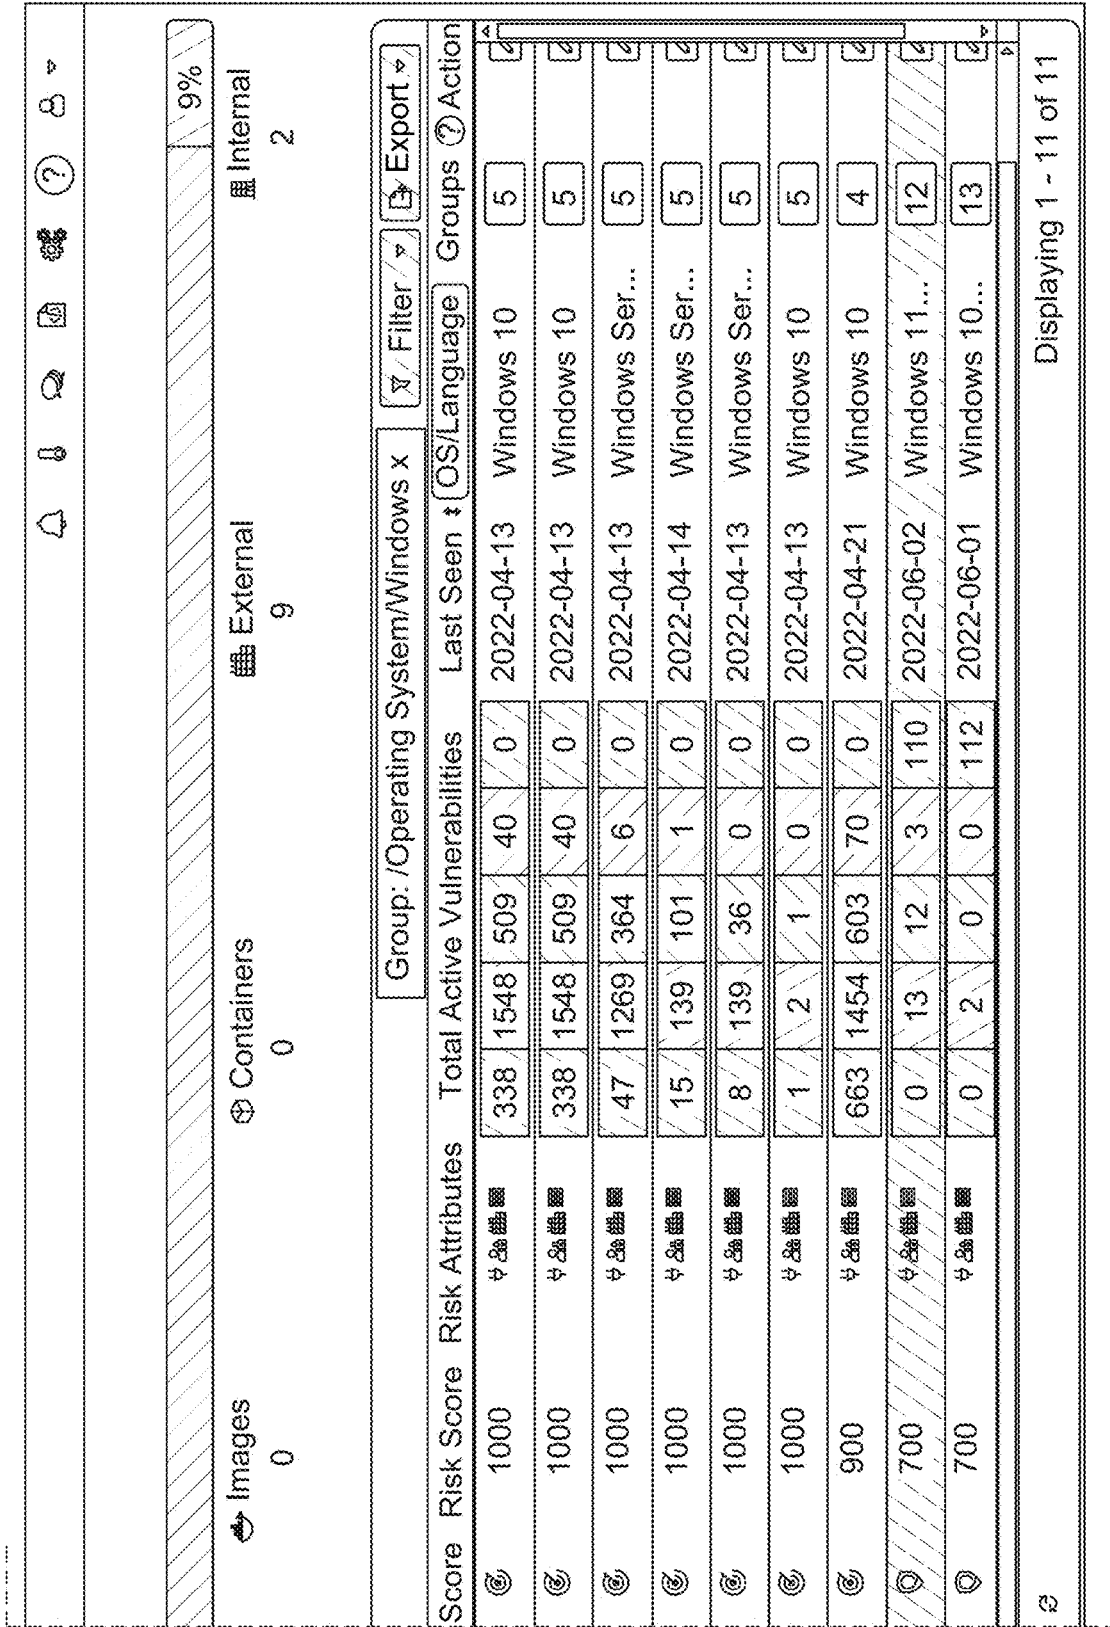 9%
Images Containers External Internal
0 0 9 2
Group: /Operating System/Windows x Filter Export
Score Risk Score Risk Attributes Total Active Vulnerabilities Last Seen OS/Language Groups ? Action
1000 338 1548 509 40 0 2022-04-13 Windows 10 5
1000 338 1548 509 40 0 2022-04-13 Windows 10 5
1000 47 1269 364 6 0 2022-04-13 Windows Ser... 5
1000 15 139 101 1 0 2022-04-14 Windows Ser... 5
1000 8 139 36 0 0 2022-04-13 Windows Ser... 5
1000 1 2 1 0 0 2022-04-13 Windows 10 5
900 663 1454 603 70 0 2022-04-21 Windows 10 4
700 0 13 12 3 110 2022-06-02 Windows 11... 12
700 0 2 0 0 112 2022-06-01 Windows 10... 13
Displaying 1 - 11 of 11